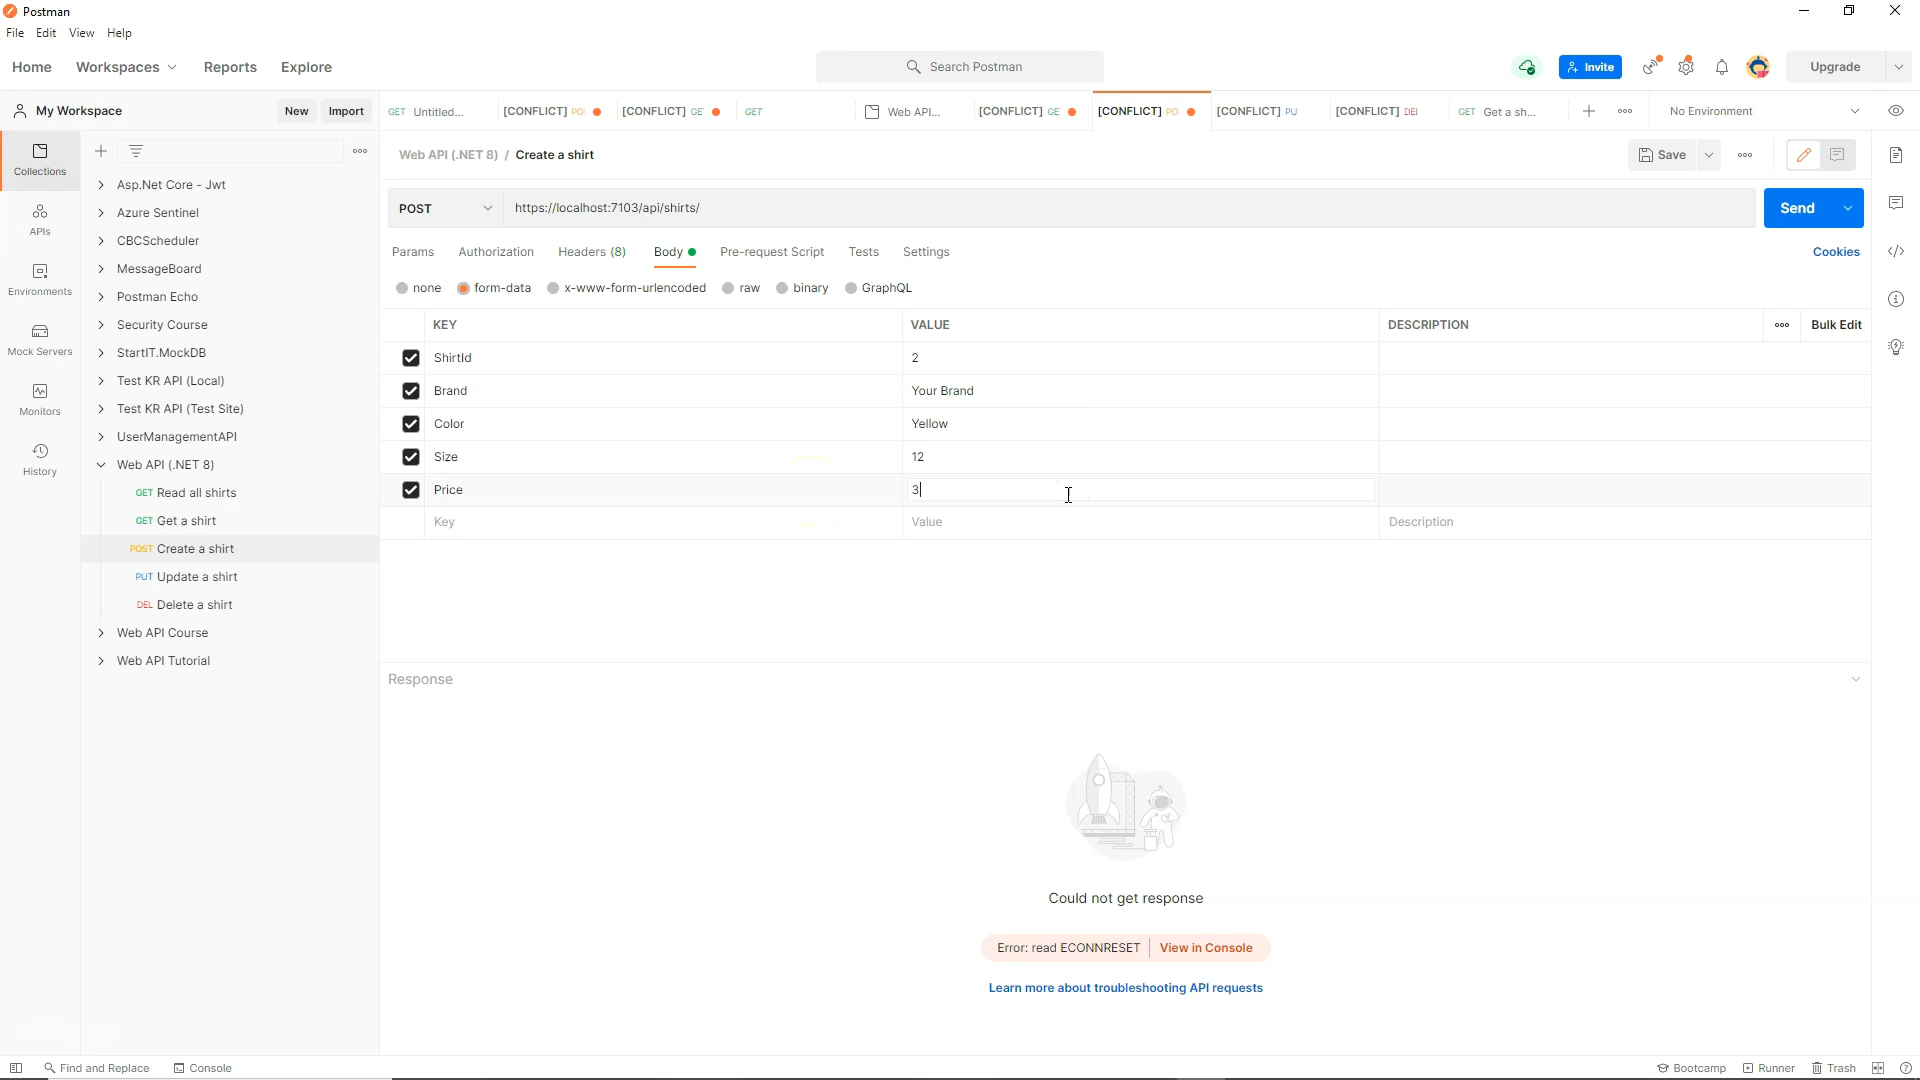 Postman
File Edit View Help
Home Workspaces Reports Explore Search Postman Invite Upgrade
My Workspace New Import GET Untitled... [CONFLICT] PO [CONFLICT] GE GET Web API... [CONFLICT] GE [CONFLICT] PO [CONFLICT] PU [CONFLICT] DEL GET Get a sh... No Environment
Web API (.NET 8) / Create a shirt Save
Collections
APIs
Environments
Mock Servers
Monitors
History
Asp.Net Core - Jwt
Azure Sentinel
CBCScheduler
MessageBoard
Postman Echo
Security Course
StartIT.MockDB
Test KR API (Local)
Test KR API (Test Site)
UserManagementAPI
Web API (.NET 8)
GET Read all shirts
GET Get a shirt
POST Create a shirt
PUT Update a shirt
DEL Delete a shirt
Web API Course
Web API Tutorial
POST https://localhost:7103/api/shirts/ Send
Params Authorization Headers (8) Body Pre-request Script Tests Settings Cookies
none form-data x-www-form-urlencoded raw binary GraphQL
KEY VALUE DESCRIPTION Bulk Edit
ShirtId 2
Brand Your Brand
Color Yellow
Size 12
Price 3
Key Value Description
Response
Could not get response
Error: read ECONNRESET View in Console
Learn more about troubleshooting API requests
Find and Replace Console Bootcamp Runner Trash